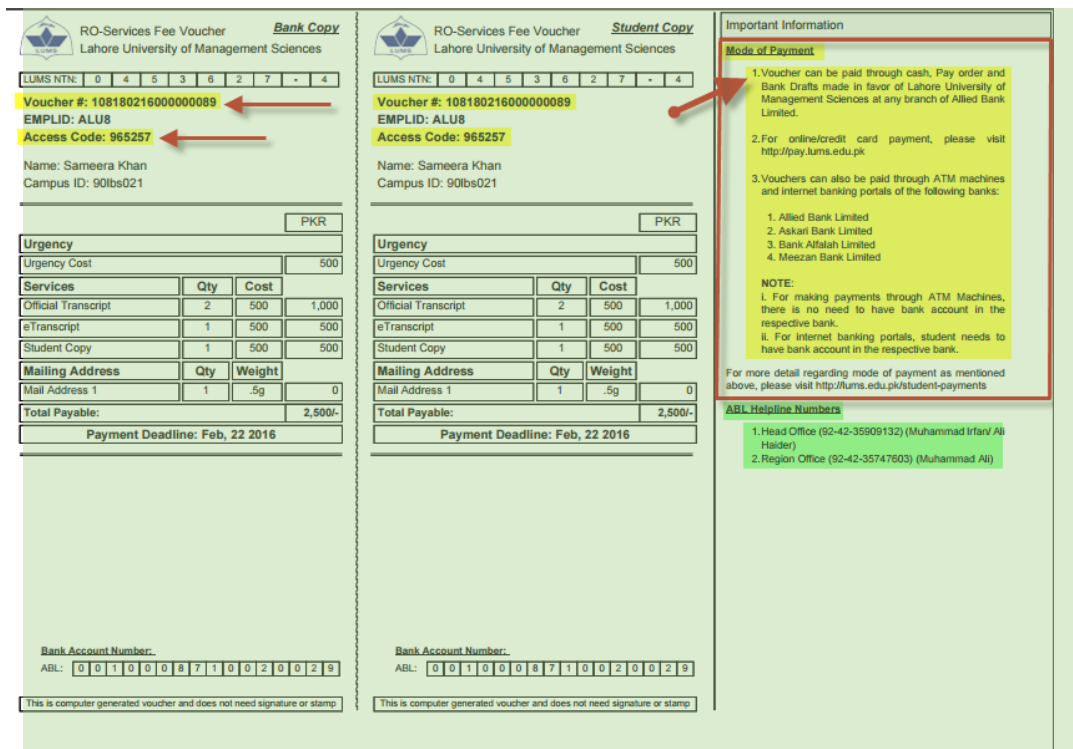 RO-Services Fee Voucher Bank Copy
Lahore University of Management Sciences
LUMS
LUMS NTN: 0 4 5 3 6 2 7 - 4
Voucher #: 108180216000000089
EMPLID: ALU8
Access Code: 965257
Name: Sameera Khan
Campus ID: 90lbs021
PKR
Urgency
Urgency Cost 500
Services Qty Cost
Official Transcript 2 500 1,000
eTranscript 1 500 500
Student Copy 1 500 500
Mailing Address Qty Weight
Mail Address 1 1 .5g 0
Total Payable: 2,500/-
Payment Deadline: Feb, 22 2016
Bank Account Number:
ABL: 0 0 1 0 0 0 8 7 1 0 0 2 0 0 2 9
This is computer generated voucher and does not need signature or stamp
RO-Services Fee Voucher Student Copy
Lahore University of Management Sciences
LUMS
LUMS NTN: 0 4 5 3 6 2 7 - 4
Voucher #: 108180216000000089
EMPLID: ALU8
Access Code: 965257
Name: Sameera Khan
Campus ID: 90lbs021
PKR
Urgency
Urgency Cost 500
Services Qty Cost
Official Transcript 2 500 1,000
eTranscript 1 500 500
Student Copy 1 500 500
Mailing Address Qty Weight
Mail Address 1 1 .5g 0
Total Payable: 2,500/-
Payment Deadline: Feb, 22 2016
Bank Account Number:
ABL: 0 0 1 0 0 0 8 7 1 0 0 2 0 0 2 9
This is computer generated voucher and does not need signature or stamp
Important Information
Mode of Payment
1.Voucher can be paid through cash, Pay order and
Bank Drafts made in favor of Lahore University of
Management Sciences at any branch of Allied Bank
Limited.
2.For online/credit card payment, please visit
http://pay.lums.edu.pk
3.Vouchers can also be paid through ATM machines
and internet banking portals of the following banks:
1. Allied Bank Limited
2. Askari Bank Limited
3. Bank Alfalah Limited
4. Meezan Bank Limited
NOTE:
i. For making payments through ATM Machines,
there is no need to have bank account in the
respective bank.
ii. For internet banking portals, student needs to
have bank account in the respective bank.
For more detail regarding mode of payment as mentioned
above, please visit http://lums.edu.pk/student-payments
ABL Helpline Numbers
1.Head Office (92-42-35909132) (Muhammad Irfan/ Ali
Haider)
2.Region Office (92-42-35747603) (Muhammad Ali)